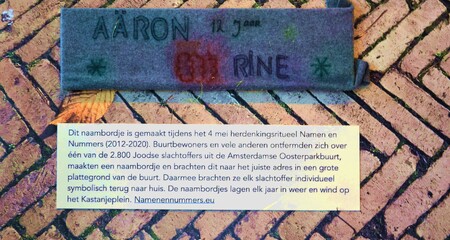 AÄRON 12 jaar
RINE
Dit naambordje is gemaakt tijdens het 4 mei herdenkingsritueel Namen en
Nummers (2012-2020). Buurtbewoners en vele anderen ontfermden zich over
één van de 2.800 Joodse slachtoffers uit de Amsterdamse Oosterparkbuurt,
maakten een naambordje en brachten dit naar het juiste adres in een grote
plattegrond van de buurt. Daarmee brachten ze elk slachtoffer individueel
symbolisch terug naar huis. De naambordjes lagen elk jaar in weer en wind op
het Kastanjeplein. Namenennummers.eu